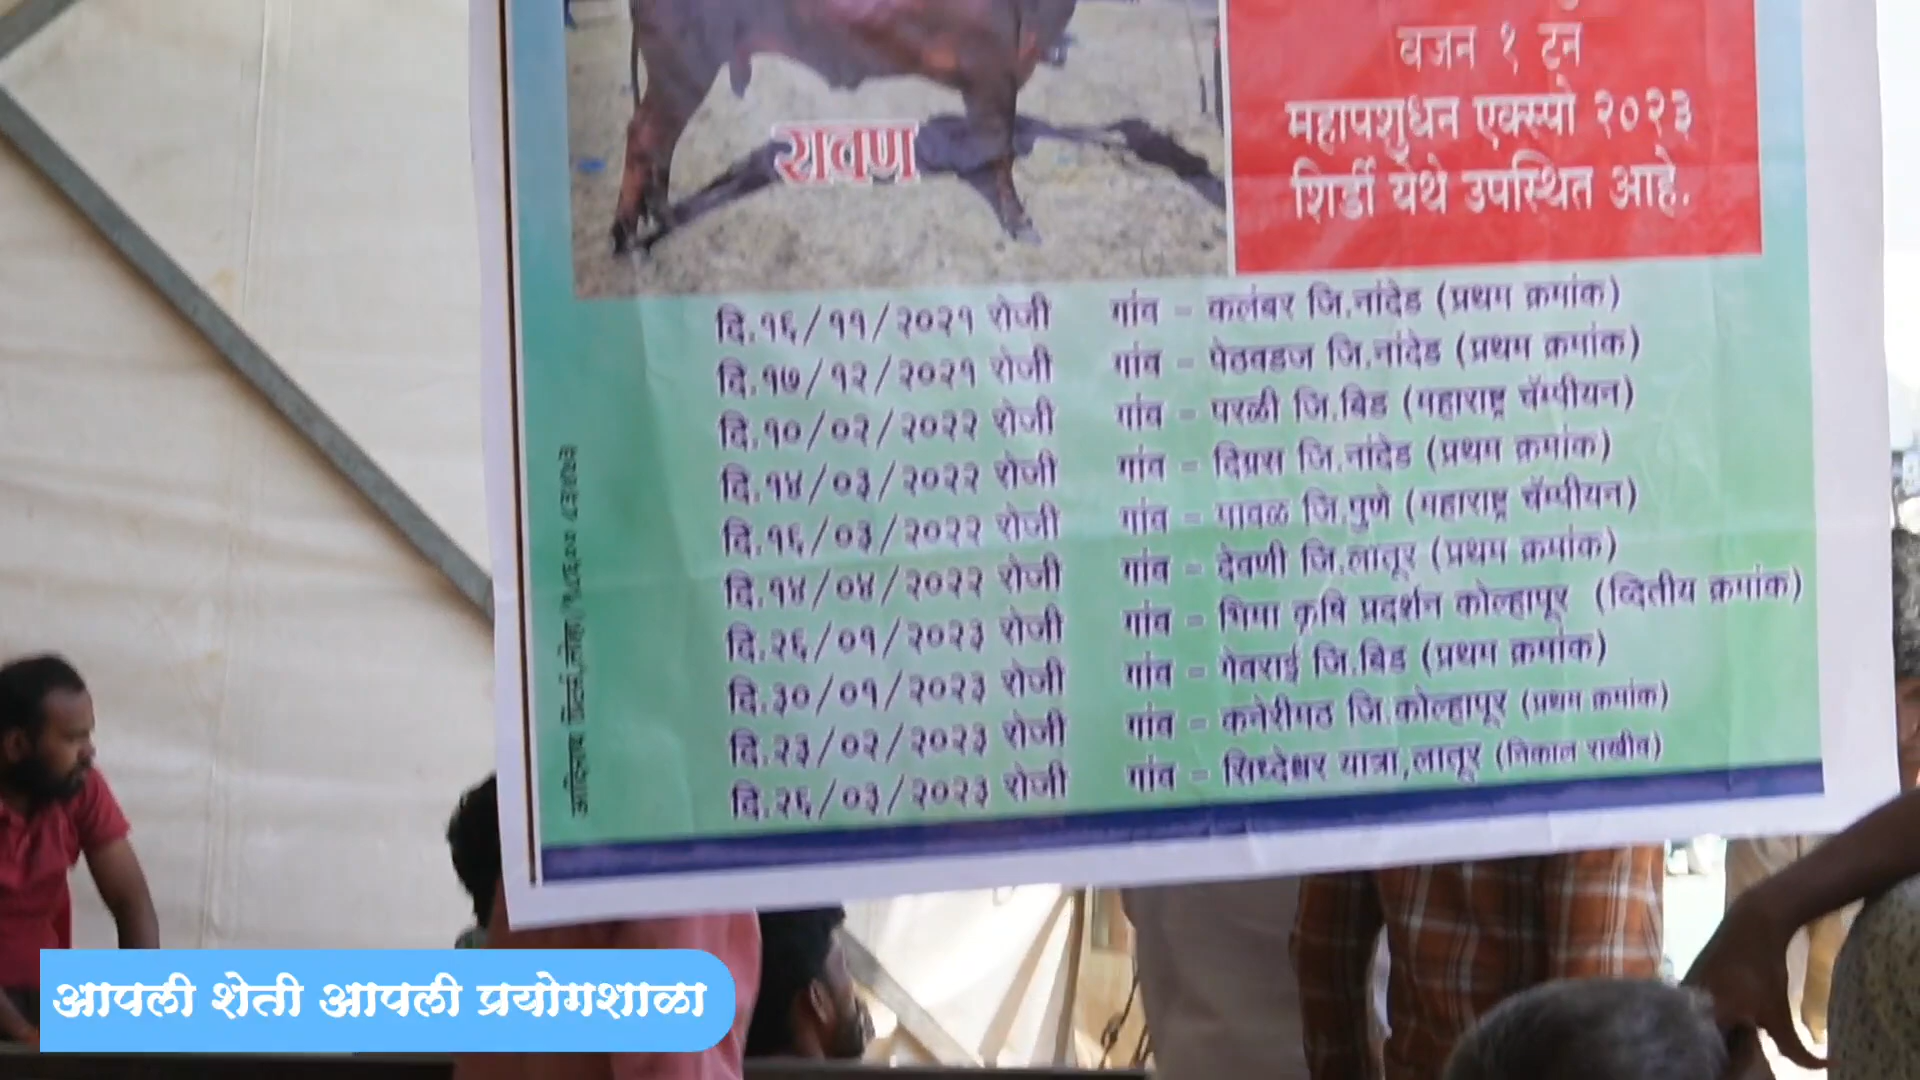 वजन १ टन
महापशुधन एक्स्पो २०२३
शिर्डी येथे उपस्थित आहे.
रावण
दि.१६/११/२०२१ रोजी गांव - कलंबर जि.नांदेड (प्रथम क्रमांक)
दि.१७/१२/२०२१ रोजी गांव - पेठवडज जि.नांदेड (प्रथम क्रमांक)
दि.१०/०२/२०२२ रोजी गांव - परळी जि.बिड (महाराष्ट्र चॅम्पीयन)
दि.१४/०३/२०२२ रोजी गांव - दिग्रस जि.नांदेड (प्रथम क्रमांक)
दि.१६/०३/२०२२ रोजी गांव - पावळ जि.पुणे (महाराष्ट्र चॅम्पीयन)
दि.१४/०४/२०२२ रोजी गांव - देवणी जि.लातूर (प्रथम क्रमांक)
दि.२६/०१/२०२३ रोजी गांव - भिमा कृषि प्रदर्शन कोल्हापूर (व्दितीय क्रमांक)
दि.३०/०१/२०२३ रोजी गांव - गेवराई जि.बिड (प्रथम क्रमांक)
दि.२३/०२/२०२३ रोजी गांव - कनेरीमठ जि.कोल्हापूर (प्रथम क्रमांक)
दि.२६/०३/२०२३ रोजी गांव - सिध्देश्वर यात्रा,लातूर (निकाल राखीव)
आपली शेती आपली प्रयोगशाळा